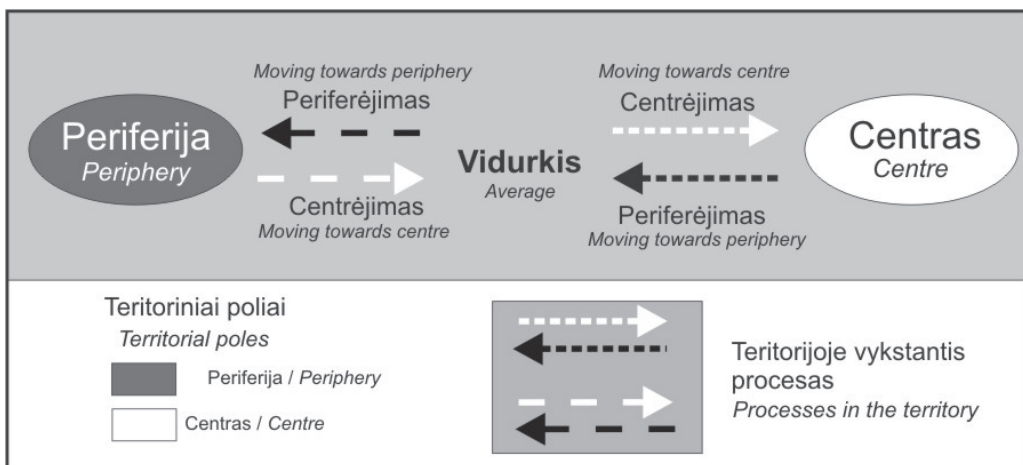 Periferija
Periphery
Moving towards periphery
Periferėjimas
Centrėjimas
Moving towards centre
Vidurkis
Average
Moving towards centre
Centrėjimas
Periferėjimas
Moving towards periphery
Centras
Centre
Teritoriniai poliai
Territorial poles
Periferija / Periphery
Centras / Centre
Teritorijoje vykstantis
procesas
Processes in the territory